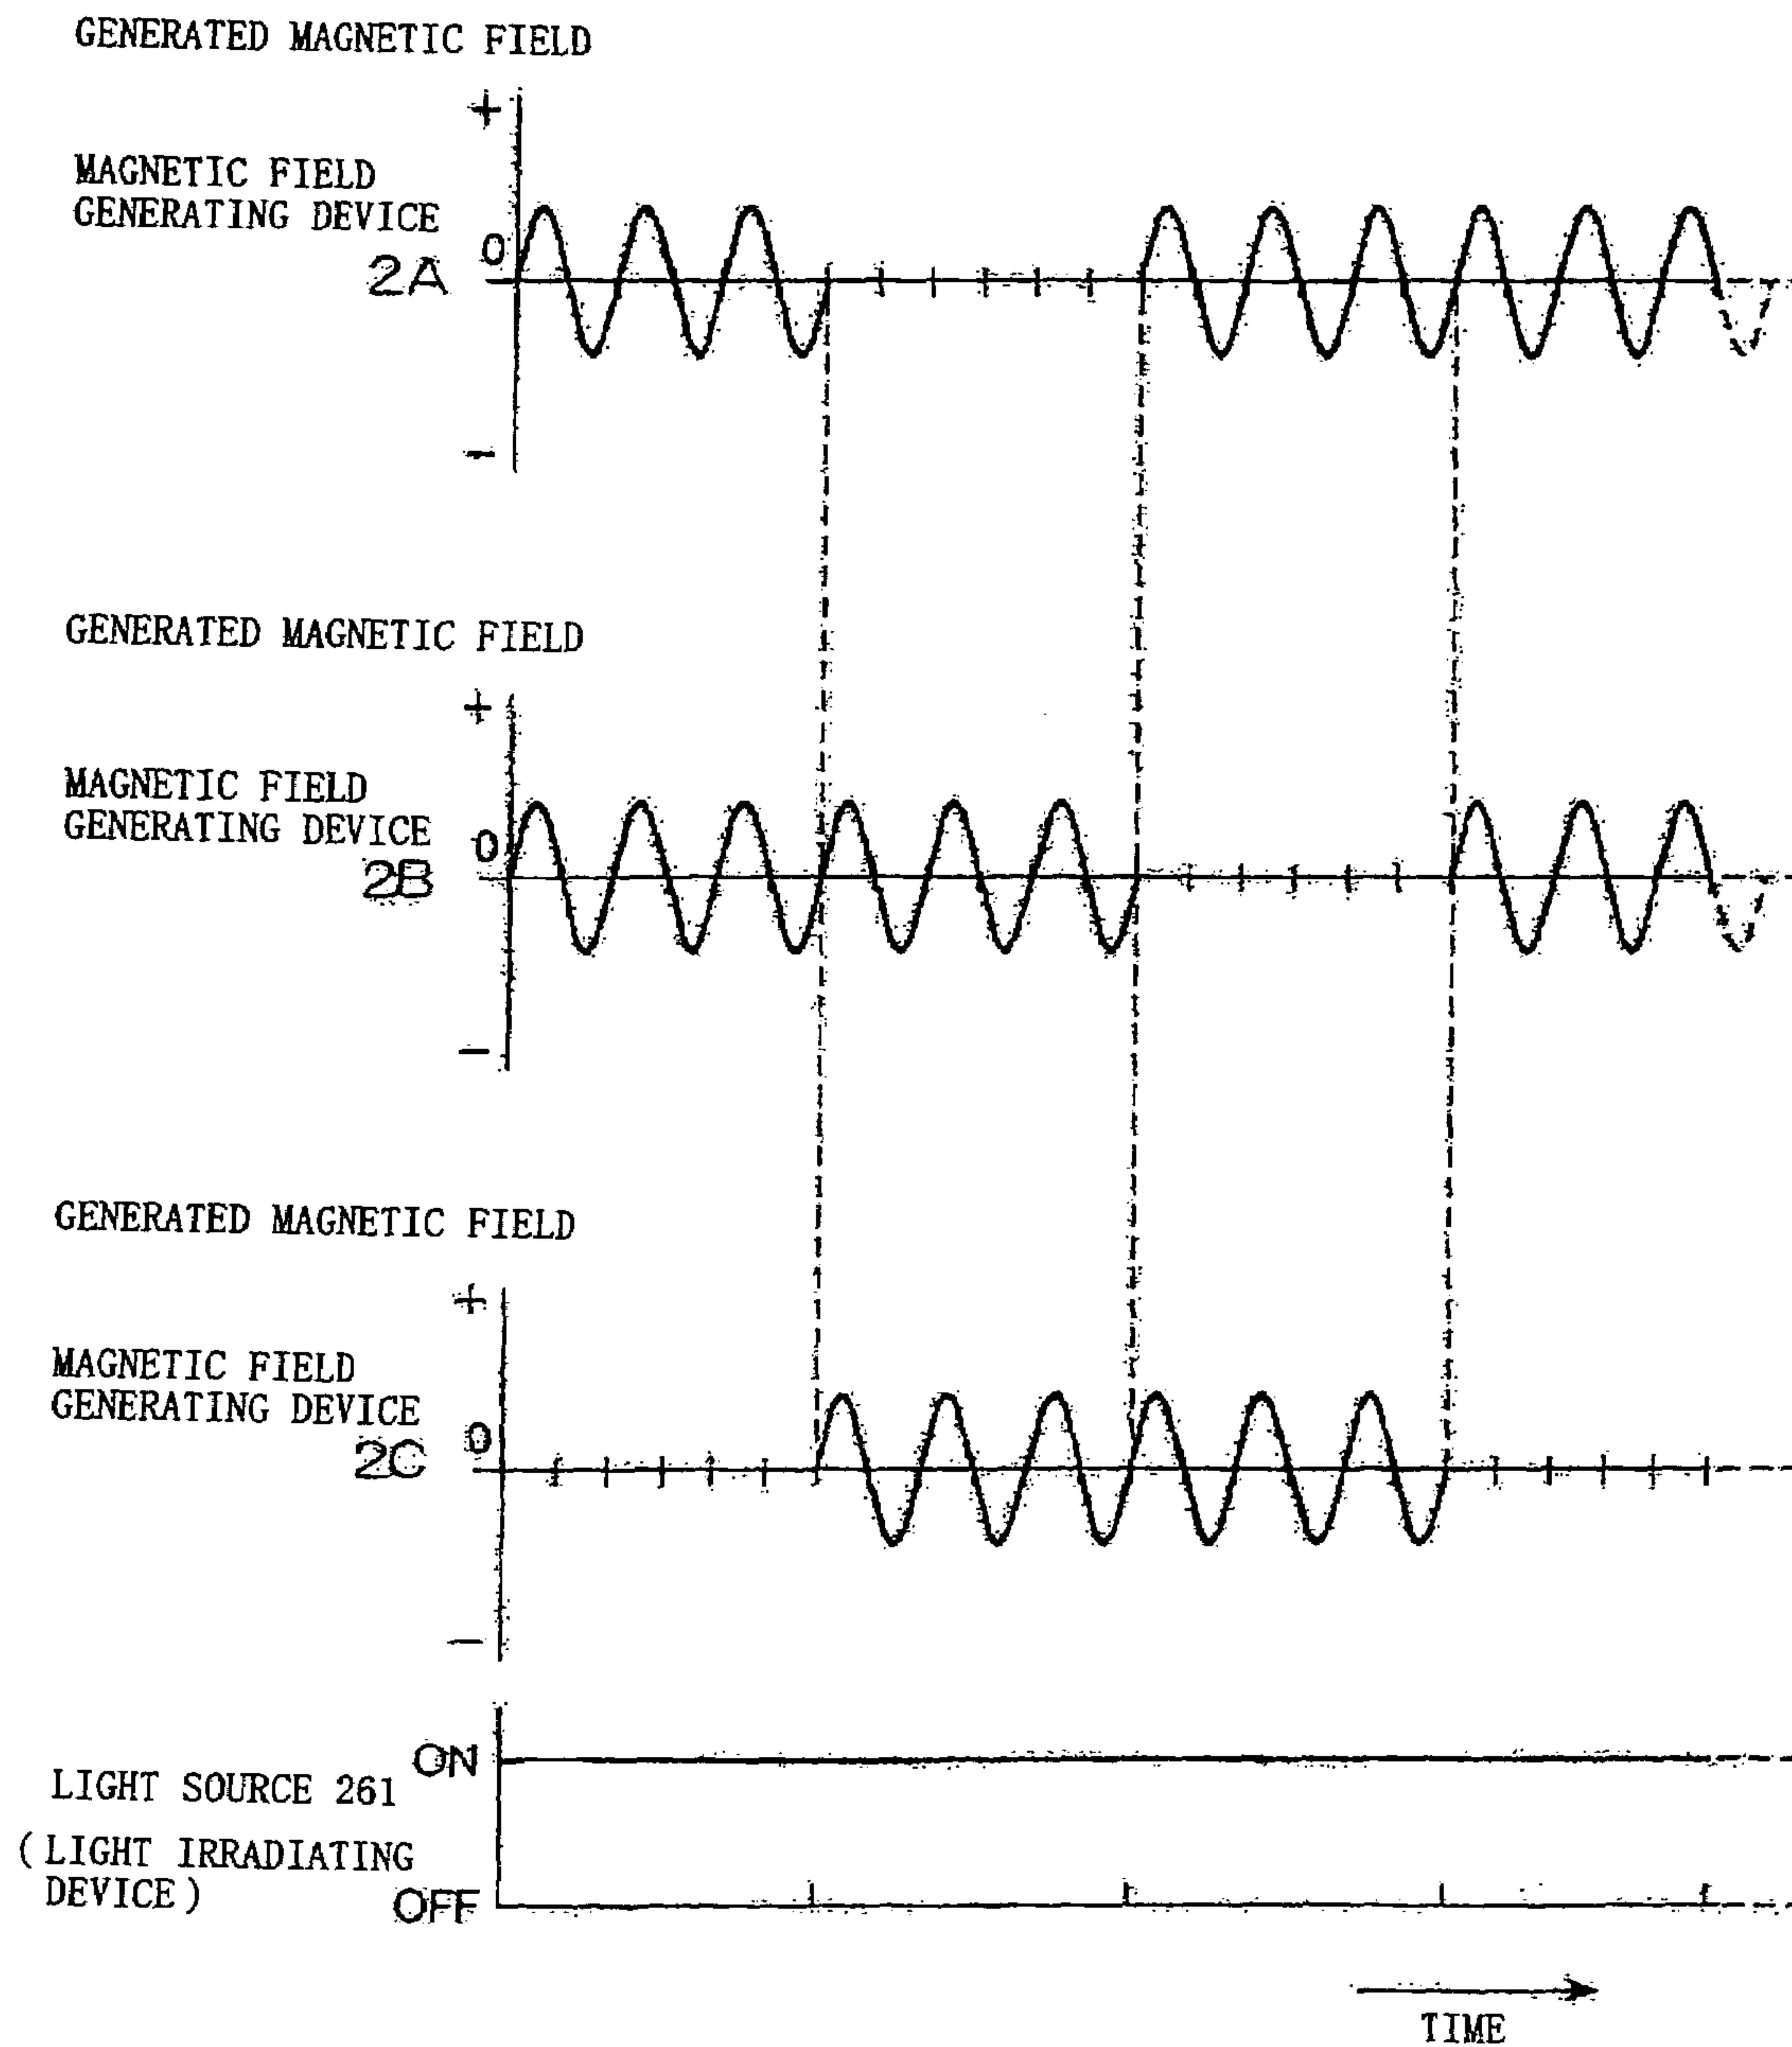 GENERATED MAGNETIC FIELD
+
MAGNETIC FIELD
GENERATING DEVICE
0
2A
-
GENERATED MAGNETIC FIELD
+
MAGNETIC FIELD
GENERATING DEVICE
0
2B
-
GENERATED MAGNETIC FIELD
+
MAGNETIC FIELD
GENERATING DEVICE
0
2C
-
ON
LIGHT SOURCE 261
(LIGHT IRRADIATING
DEVICE)
OFF
TIME